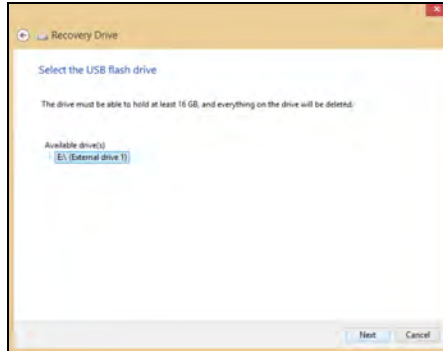 Recovery Drive
Select the USB flash drive
The drive must be able to hold at least 16 GB, and everything on the drive will be deleted.
Available drive(s)
E:\ (External drive 1)
Next Cancel